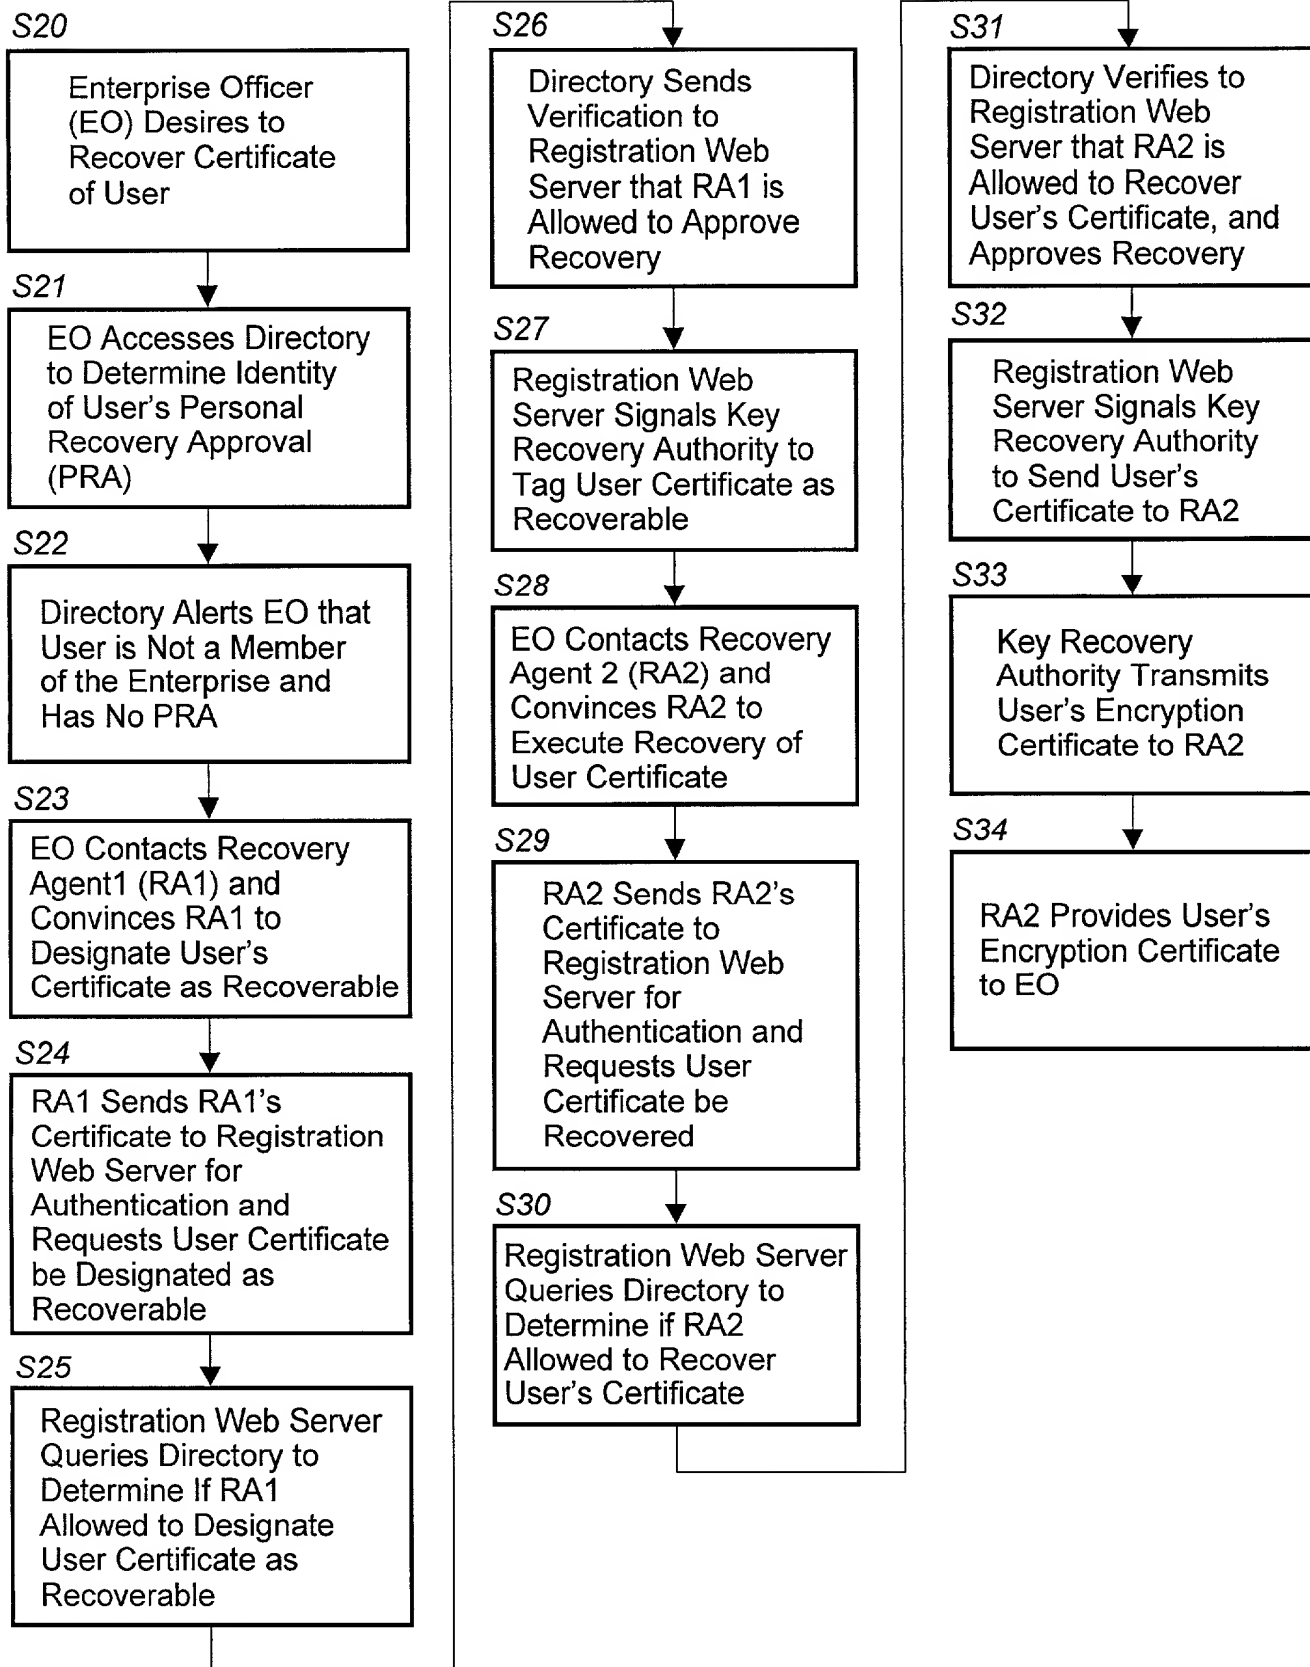 S20
Enterprise Officer
(EO) Desires to
Recover Certificate
of User
S21
EO Accesses Directory
to Determine Identity
of User's Personal
Recovery Approval
(PRA)
S22
Directory Alerts EO that
User is Not a Member
of the Enterprise and
Has No PRA
S23
EO Contacts Recovery
Agent1 (RA1) and
Convinces RA1 to
Designate User's
Certificate as Recoverable
S24
RA1 Sends RA1's
Certificate to Registration
Web Server for
Authentication and
Requests User Certificate
be Designated as
Recoverable
S25
Registration Web Server
Queries Directory to
Determine If RA1
Allowed to Designate
User Certificate as
Recoverable
S26
Directory Sends
Verification to
Registration Web
Server that RA1 is
Allowed to Approve
Recovery
S27
Registration Web
Server Signals Key
Recovery Authority to
Tag User Certificate as
Recoverable
S28
EO Contacts Recovery
Agent 2 (RA2) and
Convinces RA2 to
Execute Recovery of
User Certificate
S29
RA2 Sends RA2's
Certificate to
Registration Web
Server for
Authentication and
Requests User
Certificate be
Recovered
S30
Registration Web Server
Queries Directory to
Determine if RA2
Allowed to Recover
User's Certificate
S31
Directory Verifies to
Registration Web
Server that RA2 is
Allowed to Recover
User's Certificate, and
Approves Recovery
S32
Registration Web
Server Signals Key
Recovery Authority
to Send User's
Certificate to RA2
S33
Key Recovery
Authority Transmits
User's Encryption
Certificate to RA2
S34
RA2 Provides User's
Encryption Certificate
to EO